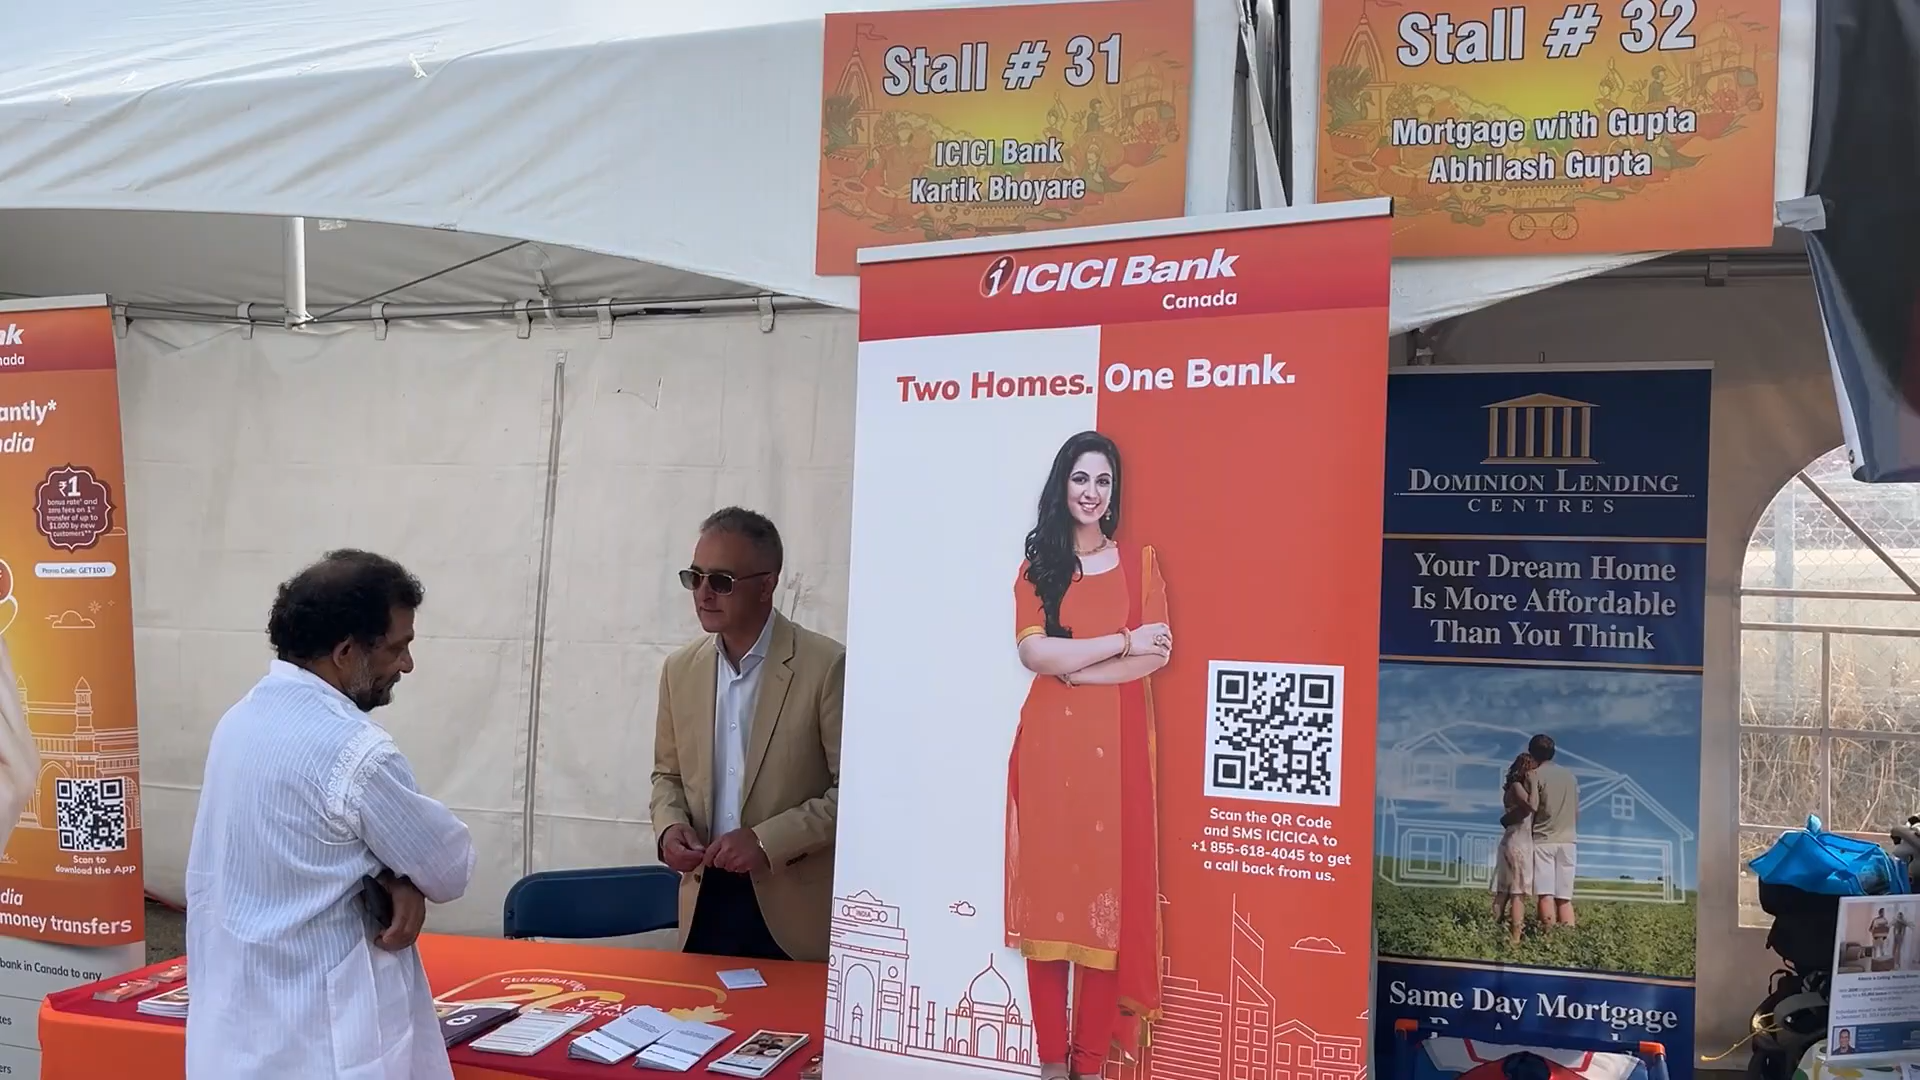 Stall # 31
ICICI Bank
Kartik Bhoyare
Stall # 32
Mortgage with Gupta
Abhilash Gupta
ICICI Bank
Canada
Two Homes. One Bank.
Scan the QR Code
and SMS ICICICA to
+1 855-618-4045 to get
a call back from us.
INDIA
DOMINION LENDING
CENTRES
Your Dream Home
Is More Affordable
Than You Think
Same Day Mortgage
nk
nada
antly*
ndia
₹1
bonus rate* and
zero fees on 1st
transfer of up to
$1,000 by new
customers**
Promo Code: GET100
Scan to
download the App
ndia
money transfers
bank in Canada to any
CELEBRATING
YEARS